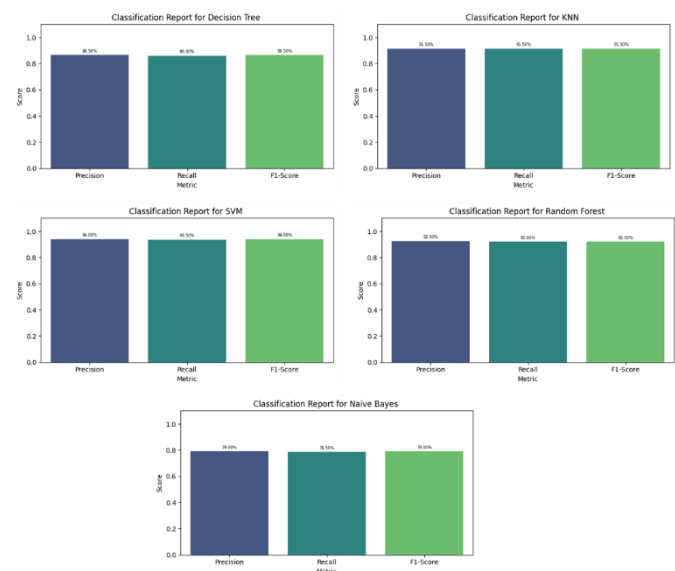 Classification Report for Decision Tree
1.0
0.8
0.6
0.4
0.2
0.0
Score
86.50%
86.00%
86.50%
Precision
Recall
F1-Score
Metric
Classification Report for KNN
1.0
0.8
0.6
0.4
0.2
0.0
Score
91.50%
91.50%
91.50%
Precision
Recall
F1-Score
Metric
Classification Report for SVM
1.0
0.8
0.6
0.4
0.2
0.0
Score
94.00%
93.50%
94.00%
Precision
Recall
F1-Score
Metric
Classification Report for Random Forest
1.0
0.8
0.6
0.4
0.2
0.0
Score
92.50%
92.00%
92.00%
Precision
Recall
F1-Score
Metric
Classification Report for Naive Bayes
1.0
0.8
0.6
0.4
0.2
0.0
Score
79.00%
78.50%
79.00%
Precision
Recall
F1-Score
Metric